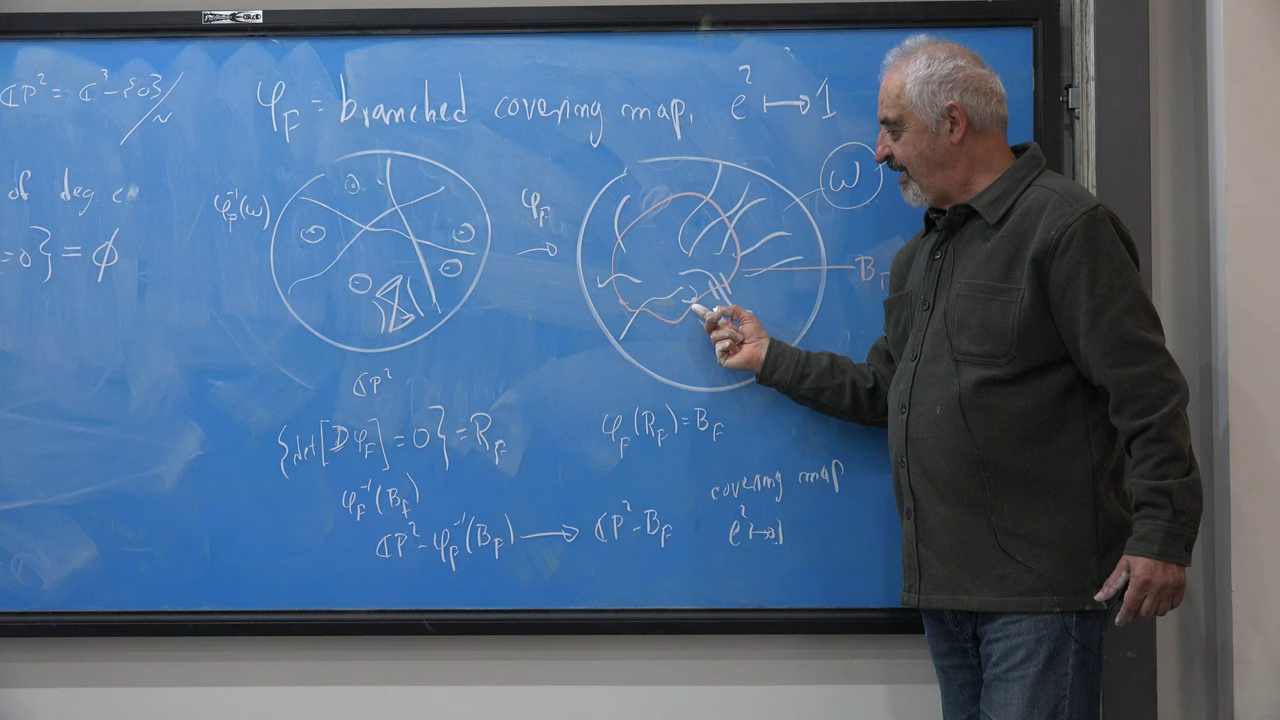 ℂP² = ℂ³-{0}/~
φ_F = branched covering map. e² ↦ 1
of deg e
=0} = ∅
φ_F⁻¹(ω)
φ_F →
ω
B_F
ℂP²
{det[Dφ_F] = 0} = R_F
φ_F(R_F) = B_F
φ_F⁻¹(B_F)
ℂP² - φ_F⁻¹(B_F) → ℂP² - B_F
covering map
e² ↦ 1